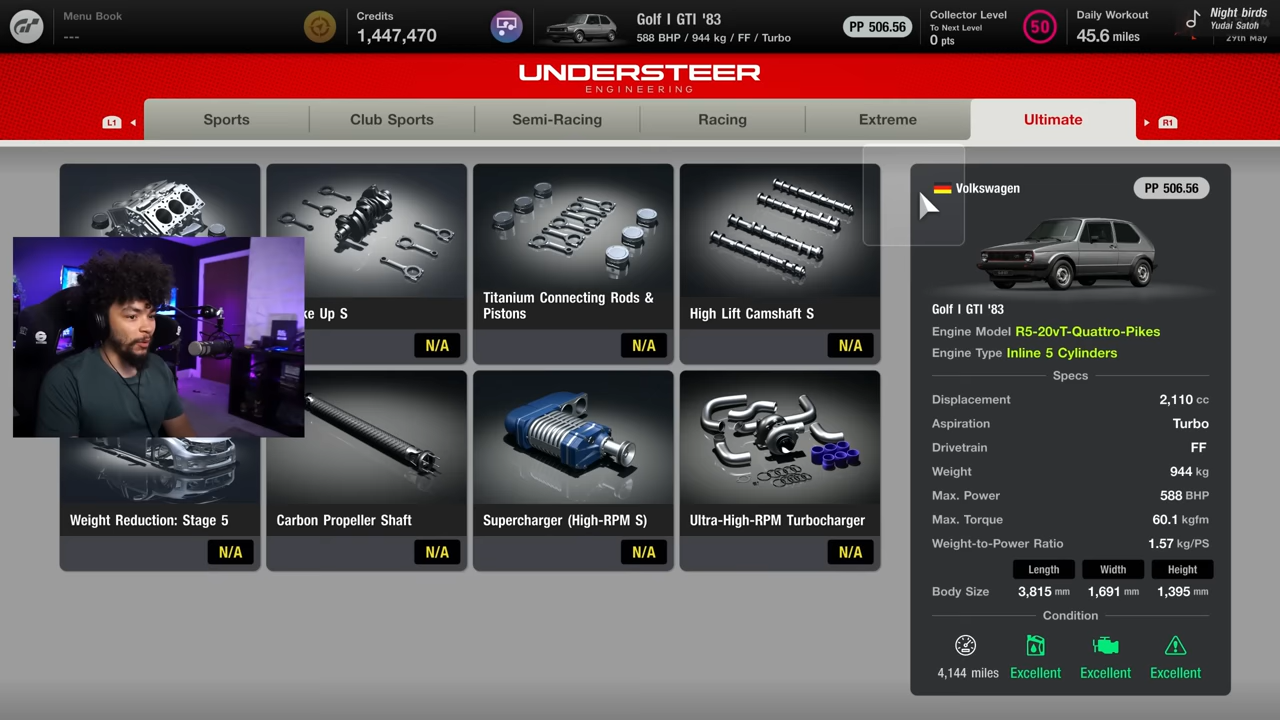 Menu Book
---
Credits
1,447,470
Golf I GTI '83
588 BHP / 944 kg / FF / Turbo
PP 506.56
Collector Level
To Next Level
0 pts
50
Daily Workout
45.6 miles
Night birds
Yudai Satoh
29th May
UNDERSTEER
ENGINEERING
L1
Sports
Club Sports
Semi-Racing
Racing
Extreme
Ultimate
R1
ke Up S
N/A
Titanium Connecting Rods &
Pistons
N/A
High Lift Camshaft S
N/A
Weight Reduction: Stage 5
N/A
Carbon Propeller Shaft
N/A
Supercharger (High-RPM S)
N/A
Ultra-High-RPM Turbocharger
N/A
Volkswagen
PP 506.56
Golf I GTI '83
Engine Model R5-20vT-Quattro-Pikes
Engine Type Inline 5 Cylinders
Specs
Displacement 2,110 cc
Aspiration Turbo
Drivetrain FF
Weight 944 kg
Max. Power 588 BHP
Max. Torque 60.1 kgfm
Weight-to-Power Ratio 1.57 kg/PS
Length Width Height
Body Size 3,815 mm 1,691 mm 1,395 mm
Condition
4,144 miles Excellent Excellent Excellent